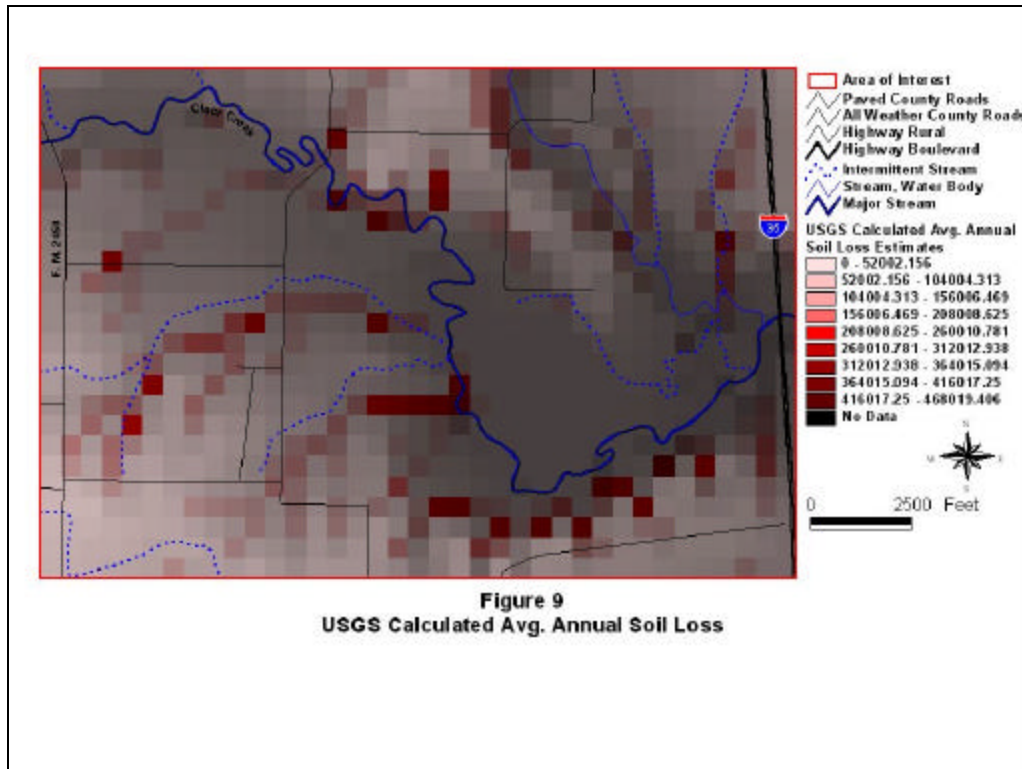 Clear Creek
Area of Interest
Paved County Roads
All Weather County Roads
Highway Rural
Highway Boulevard
Intermittent Stream
Stream, Water Body
Major Stream
USGS Calculated Avg. Annual
Soil Loss Estimates
0 - 52002.156
52002.156 - 104004.313
104004.313 - 156006.469
156006.469 - 208008.625
208008.625 - 260010.781
260010.781 - 312012.938
312012.938 - 364015.094
364015.094 - 416017.25
416017.25 - 468019.406
No Data
N
W
E
S
0 2500 Feet
Figure 9
USGS Calculated Avg. Annual Soil Loss